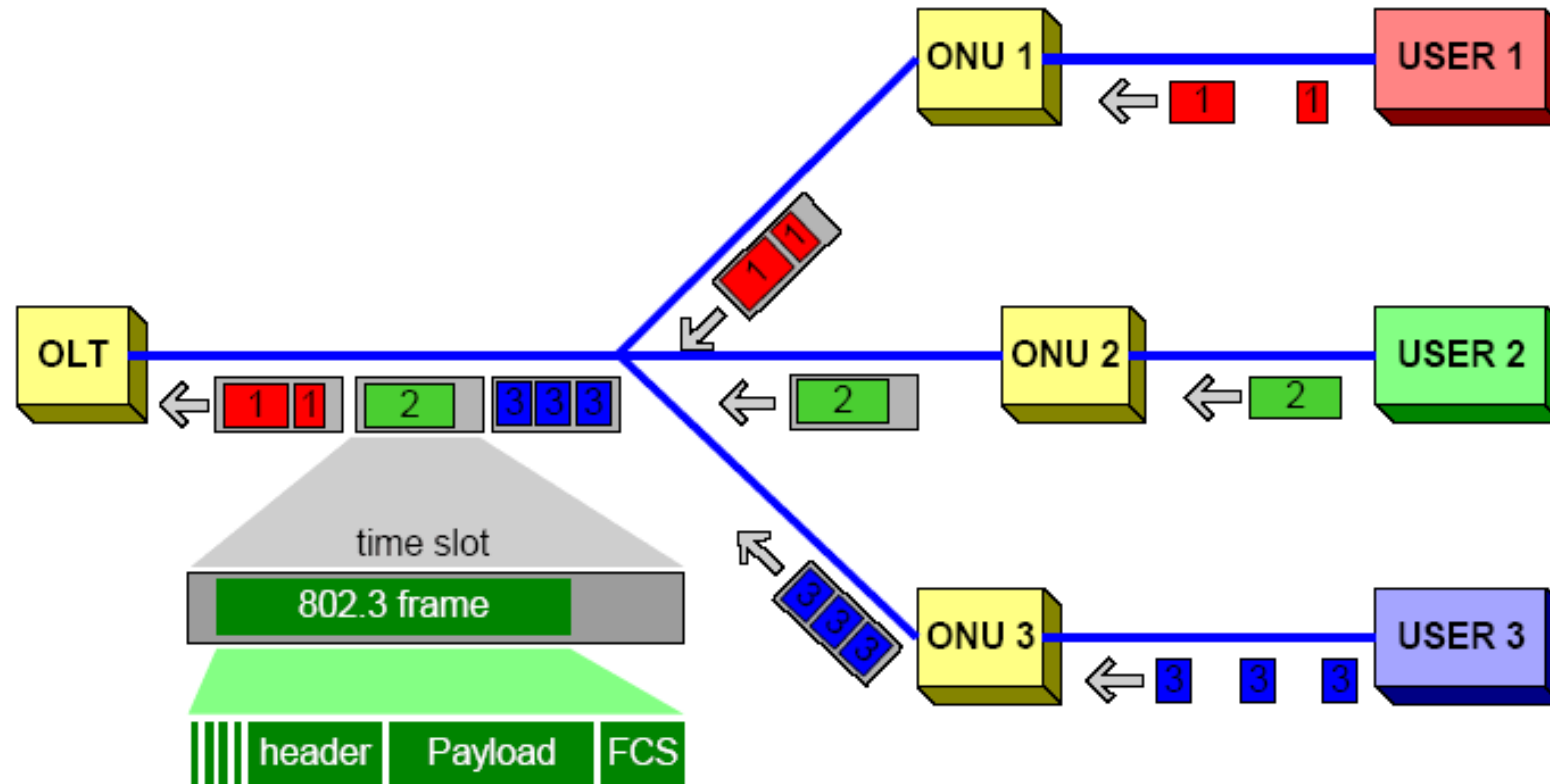 ONU 1
USER 1
1 1
1 1
OLT
ONU 2
USER 2
1 1 2 3 3 3
2
2
time slot
802.3 frame
3 3 3
ONU 3
USER 3
3 3 3
header Payload FCS